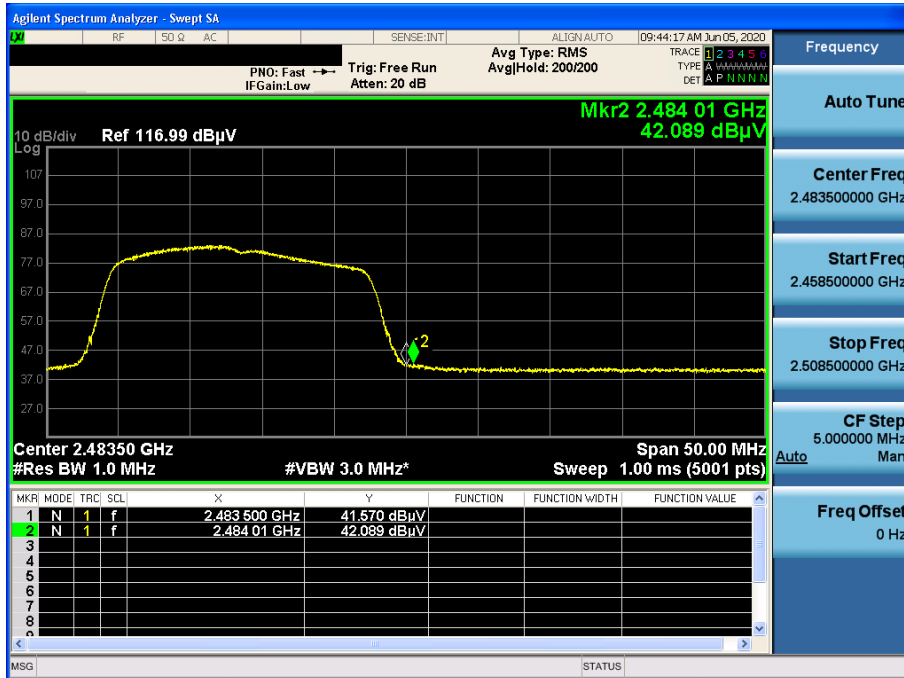 Agilent Spectrum Analyzer - Swept SA
LXI RF 50 Ω AC SENSE:INT ALIGN AUTO 09:44:17 AM Jun 05, 2020
PNO: Fast Trig: Free Run Avg Type: RMS TRACE 1 2 3 4 5 6
IFGain:Low Atten: 20 dB Avg|Hold: 200/200 TYPE A WWWWW
DET A P N N N N
Mkr2 2.484 01 GHz
42.089 dBµV
10 dB/div Ref 116.99 dBµV
Log
107
97.0
87.0
77.0
67.0
57.0
47.0
37.0
27.0
2
Center 2.48350 GHz Span 50.00 MHz
#Res BW 1.0 MHz #VBW 3.0 MHz* Sweep 1.00 ms (5001 pts)
MKR MODE TRC SCL X Y FUNCTION FUNCTION WIDTH FUNCTION VALUE
1 N 1 f 2.483 500 GHz 41.570 dBµV
2 N 1 f 2.484 01 GHz 42.089 dBµV
3
4
5
6
7
8
9
MSG STATUS
Frequency
Auto Tune
Center Freq
2.483500000 GHz
Start Freq
2.458500000 GHz
Stop Freq
2.508500000 GHz
CF Step
5.000000 MHz
Auto Man
Freq Offset
0 Hz